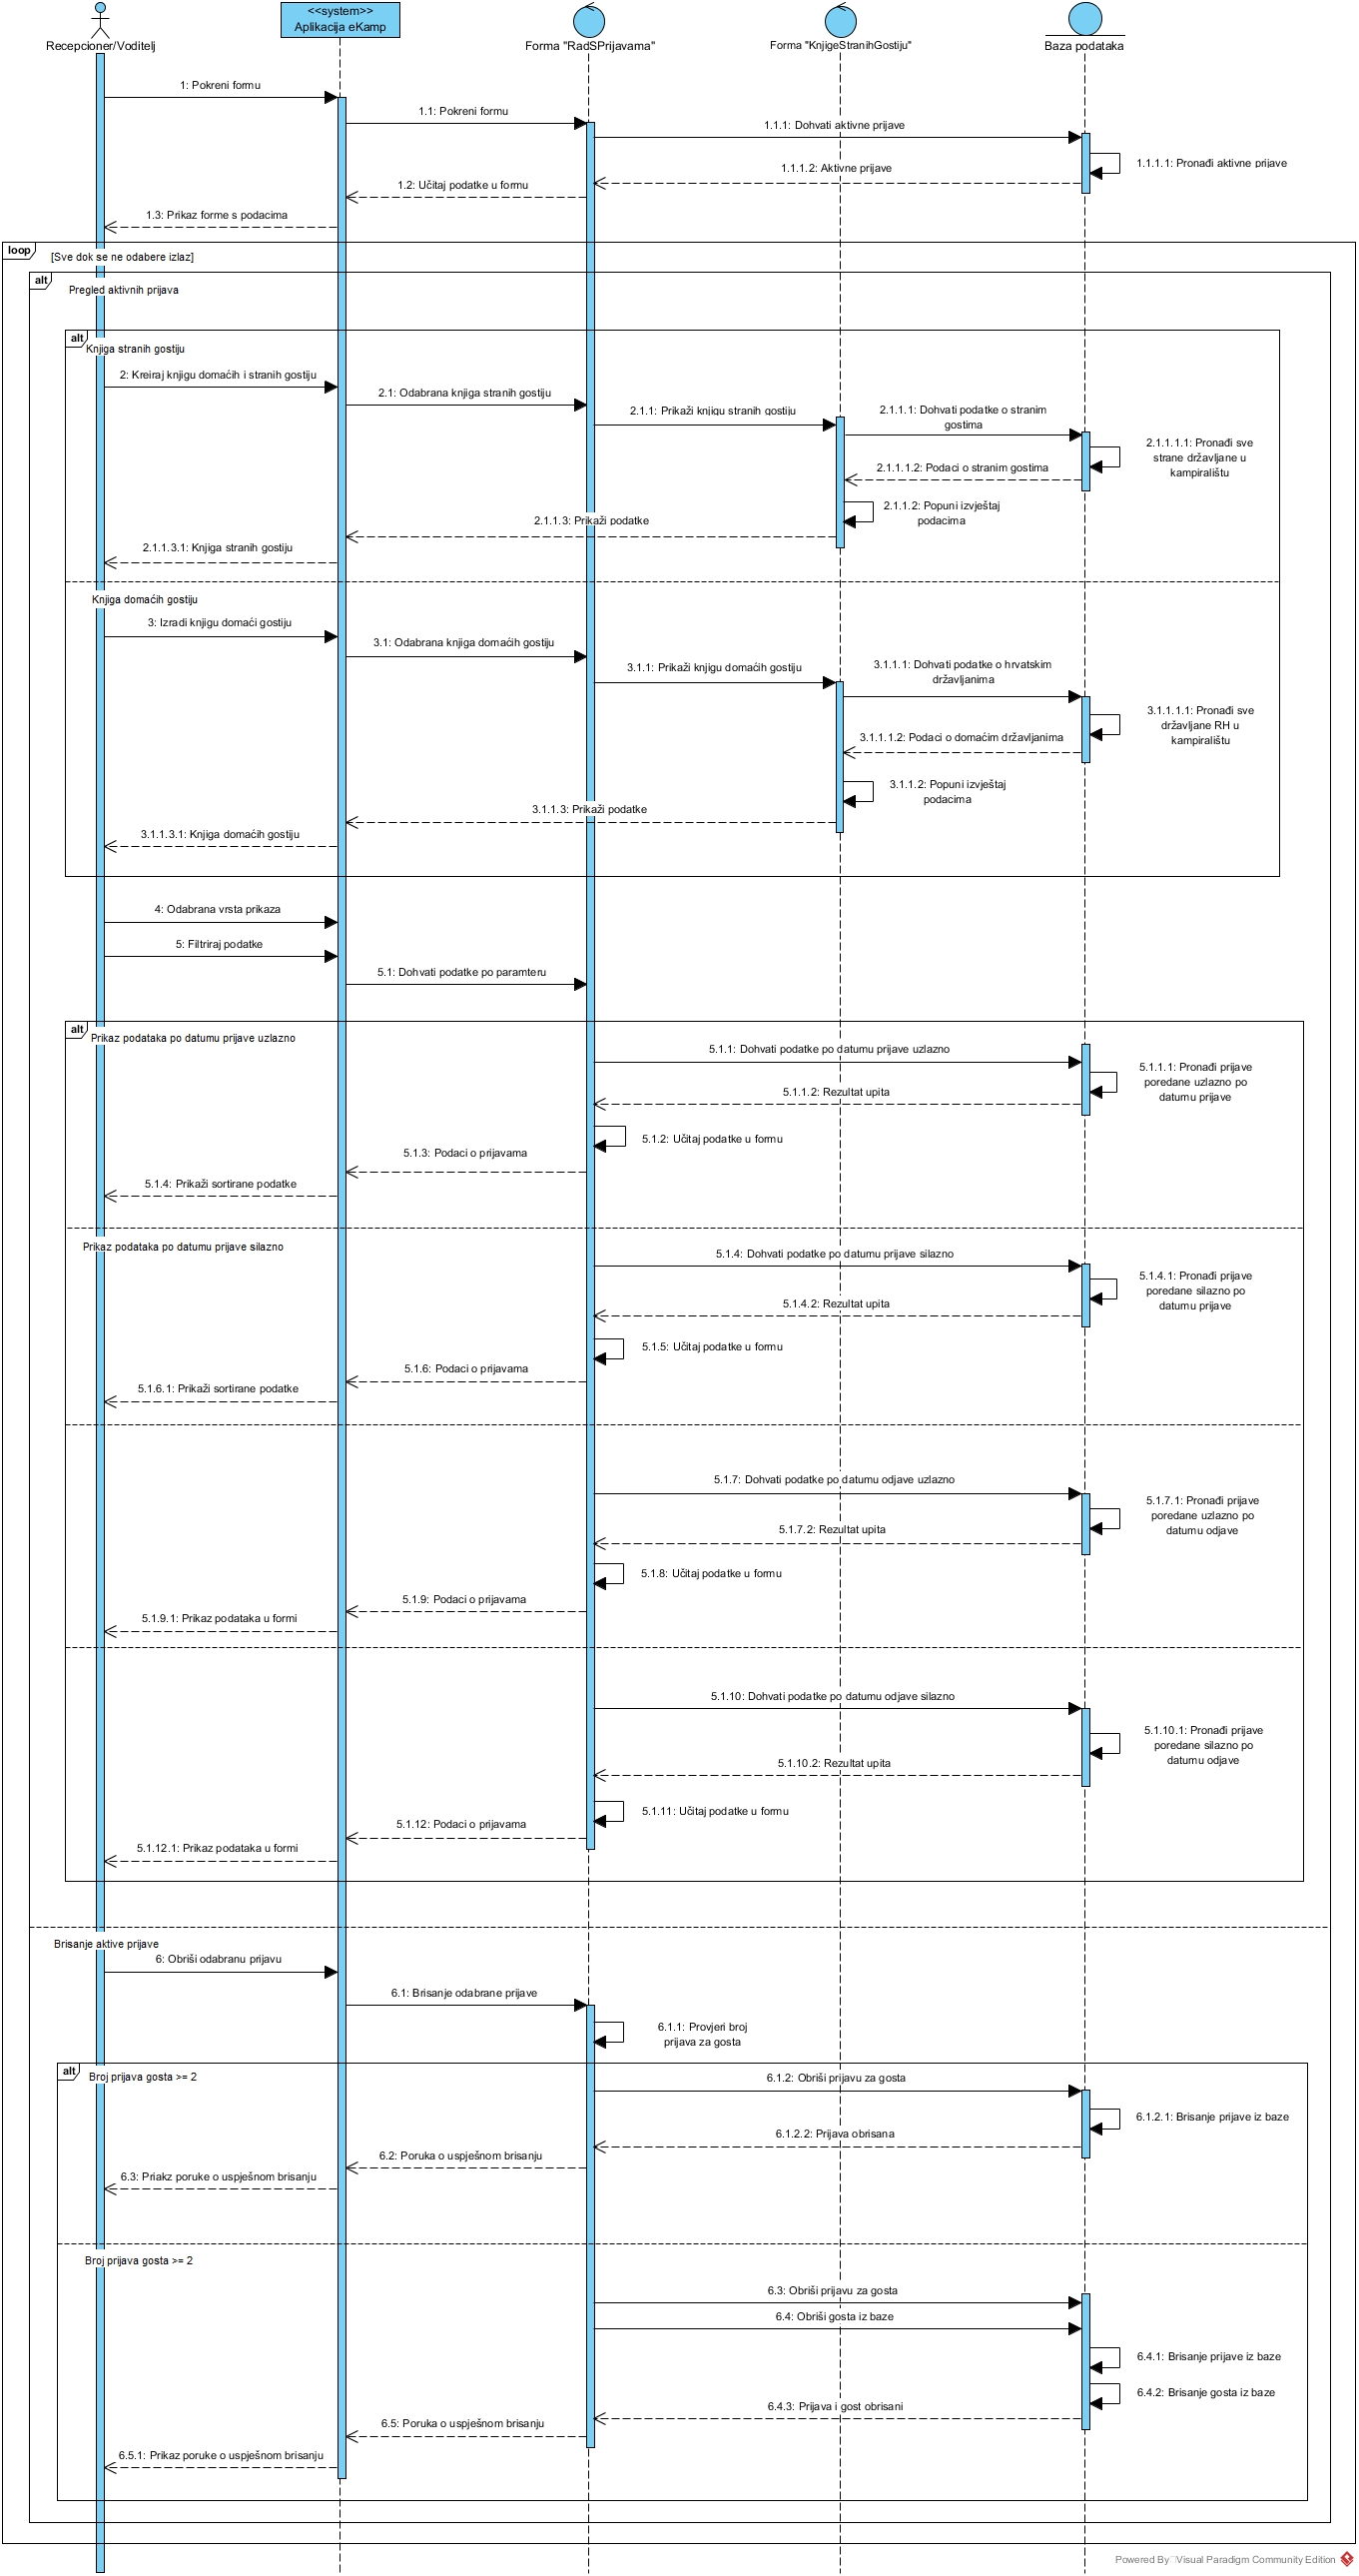 <<system>>
Aplikacija eKamp
Recepcioner/Voditelj
Forma "RadSPrijavama"
Forma "KnjigeStranihGostiju"
Baza podataka
1: Pokreni formu
1.1: Pokreni formu
1.1.1: Dohvati aktivne prijave
1.1.1.1: Pronađi aktivne prijave
1.1.1.2: Aktivne prijave
1.2: Učitaj podatke u formu
1.3: Prikaz forme s podacima
loop
[Sve dok se ne odabere izlaz]
alt
Pregled aktivnih prijava
alt
Knjiga stranih gostiju
2: Kreiraj knjigu domaćih i stranih gostiju
2.1: Odabrana knjiga stranih gostiju
2.1.1: Prikaži knjigu stranih gostiju
2.1.1.1: Dohvati podatke o stranim
gostima
2.1.1.1.1: Pronađi sve
strane državljane u
kampiralištu
2.1.1.1.2: Podaci o stranim gostima
2.1.1.2: Popuni izvještaj
podacima
2.1.1.3: Prikaži podatke
2.1.1.3.1: Knjiga stranih gostiju
Knjiga domaćih gostiju
3: Izradi knjigu domaći gostiju
3.1: Odabrana knjiga domaćih gostiju
3.1.1: Prikaži knjigu domaćih gostiju
3.1.1.1: Dohvati podatke o hrvatskim
državljanima
3.1.1.1.1: Pronađi sve
državljane RH u
kampiralištu
3.1.1.1.2: Podaci o domaćim državljanima
3.1.1.2: Popuni izvještaj
podacima
3.1.1.3: Prikaži podatke
3.1.1.3.1: Knjiga domaćih gostiju
4: Odabrana vrsta prikaza
5: Filtriraj podatke
5.1: Dohvati podatke po paramteru
alt
Prikaz podataka po datumu prijave uzlazno
5.1.1: Dohvati podatke po datumu prijave uzlazno
5.1.1.1: Pronađi prijave
poredane uzlazno po
datumu prijave
5.1.1.2: Rezultat upita
5.1.2: Učitaj podatke u formu
5.1.3: Podaci o prijavama
5.1.4: Prikaži sortirane podatke
Prikaz podataka po datumu prijave silazno
5.1.4: Dohvati podatke po datumu prijave silazno
5.1.4.1: Pronađi prijave
poredane silazno po
datumu prijave
5.1.4.2: Rezultat upita
5.1.5: Učitaj podatke u formu
5.1.6: Podaci o prijavama
5.1.6.1: Prikaži sortirane podatke
5.1.7: Dohvati podatke po datumu odjave uzlazno
5.1.7.1: Pronađi prijave
poredane uzlazno po
datumu odjave
5.1.7.2: Rezultat upita
5.1.8: Učitaj podatke u formu
5.1.9: Podaci o prijavama
5.1.9.1: Prikaz podataka u formi
5.1.10: Dohvati podatke po datumu odjave silazno
5.1.10.1: Pronađi prijave
poredane silazno po
datumu odjave
5.1.10.2: Rezultat upita
5.1.11: Učitaj podatke u formu
5.1.12: Podaci o prijavama
5.1.12.1: Prikaz podataka u formi
Brisanje aktive prijave
6: Obriši odabranu prijavu
6.1: Brisanje odabrane prijave
6.1.1: Provjeri broj
prijava za gosta
alt
Broj prijava gosta >= 2
6.1.2: Obriši prijavu za gosta
6.1.2.1: Brisanje prijave iz baze
6.1.2.2: Prijava obrisana
6.2: Poruka o uspješnom brisanju
6.3: Priakz poruke o uspješnom brisanju
Broj prijava gosta >= 2
6.3: Obriši prijavu za gosta
6.4: Obriši gosta iz baze
6.4.1: Brisanje prijave iz baze
6.4.2: Brisanje gosta iz baze
6.4.3: Prijava i gost obrisani
6.5: Poruka o uspješnom brisanju
6.5.1: Prikaz poruke o uspješnom brisanju
Powered By Visual Paradigm Community Edition